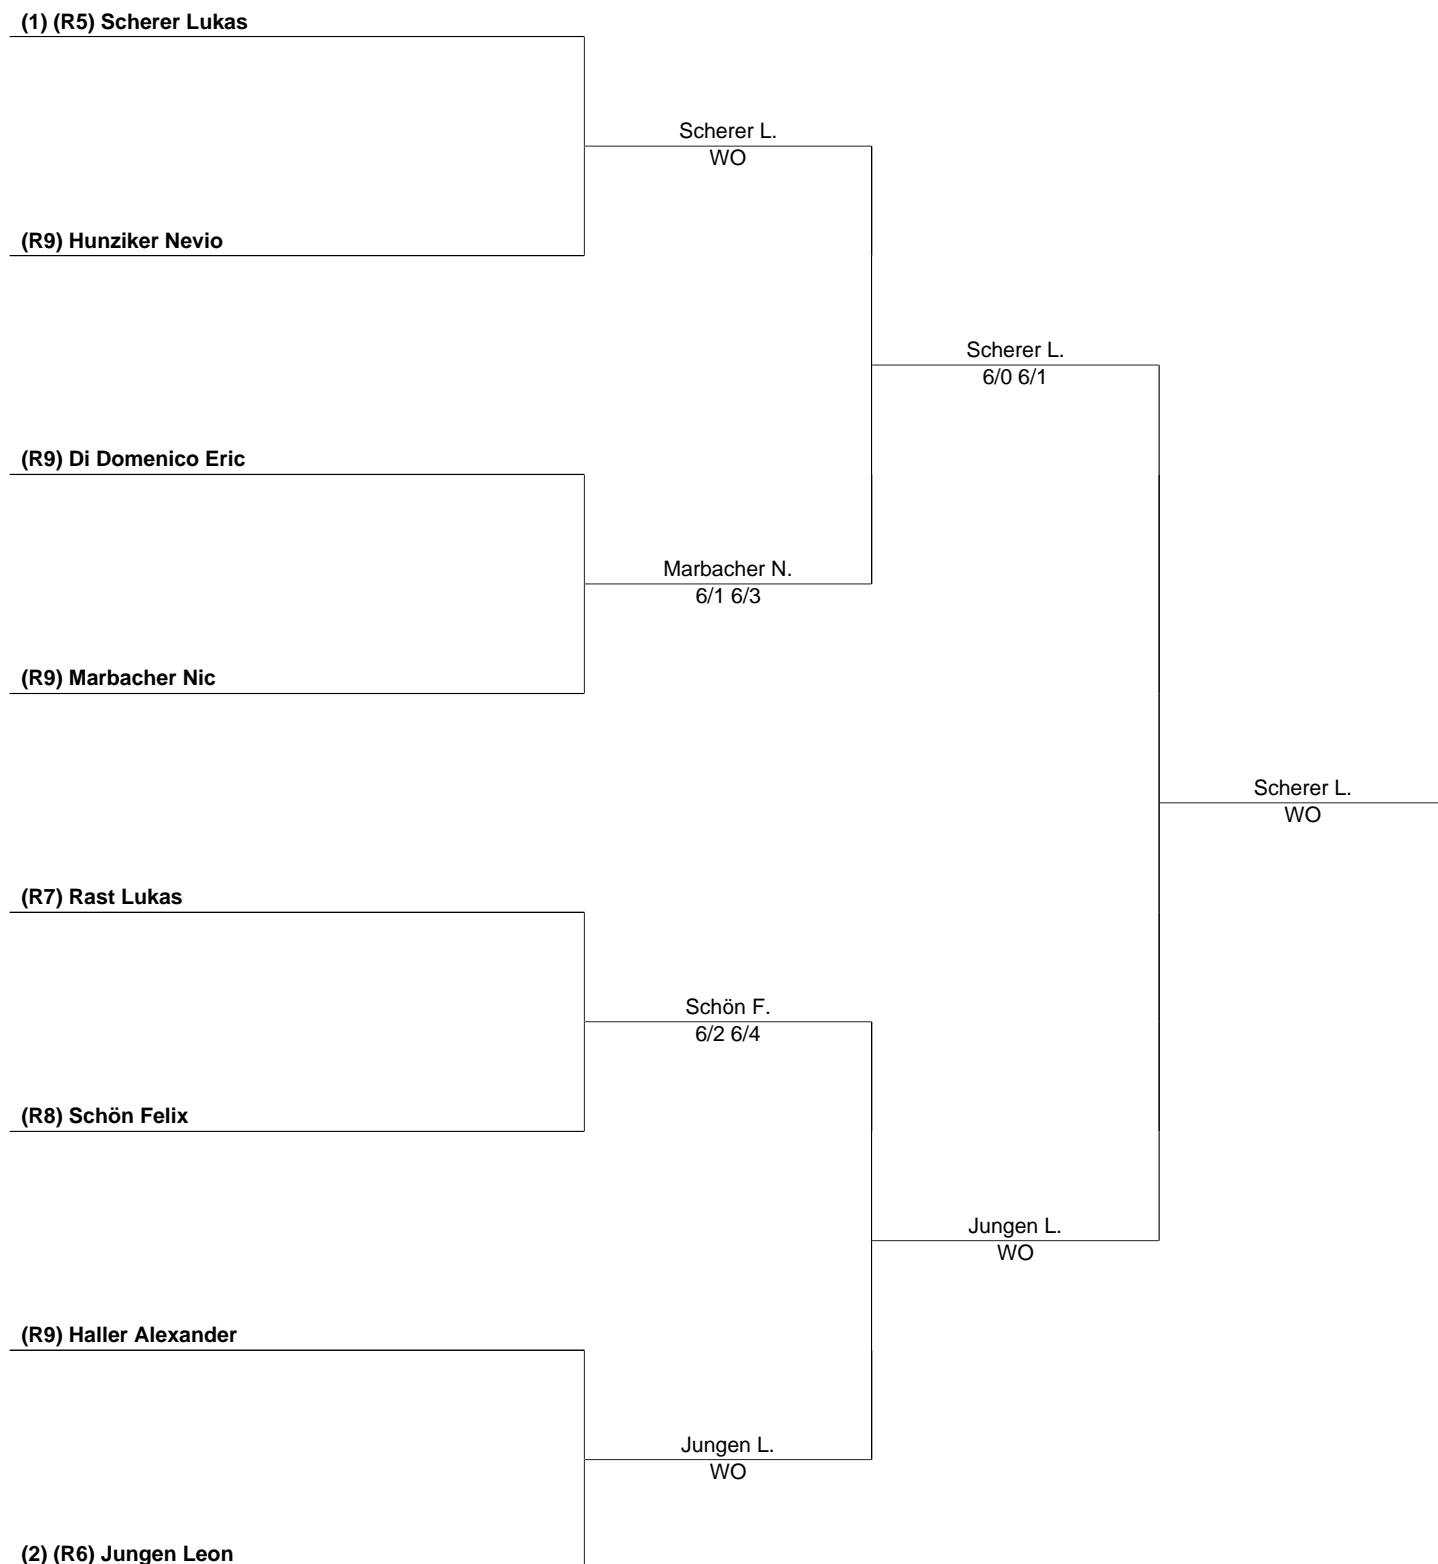 (1) (R5) Scherer Lukas
Scherer L.
WO
(R9) Hunziker Nevio
Scherer L.
6/0 6/1
(R9) Di Domenico Eric
Marbacher N.
6/1 6/3
(R9) Marbacher Nic
Scherer L.
WO
(R7) Rast Lukas
Schön F.
6/2 6/4
(R8) Schön Felix
Jungen L.
WO
(R9) Haller Alexander
Jungen L.
WO
(2) (R6) Jungen Leon